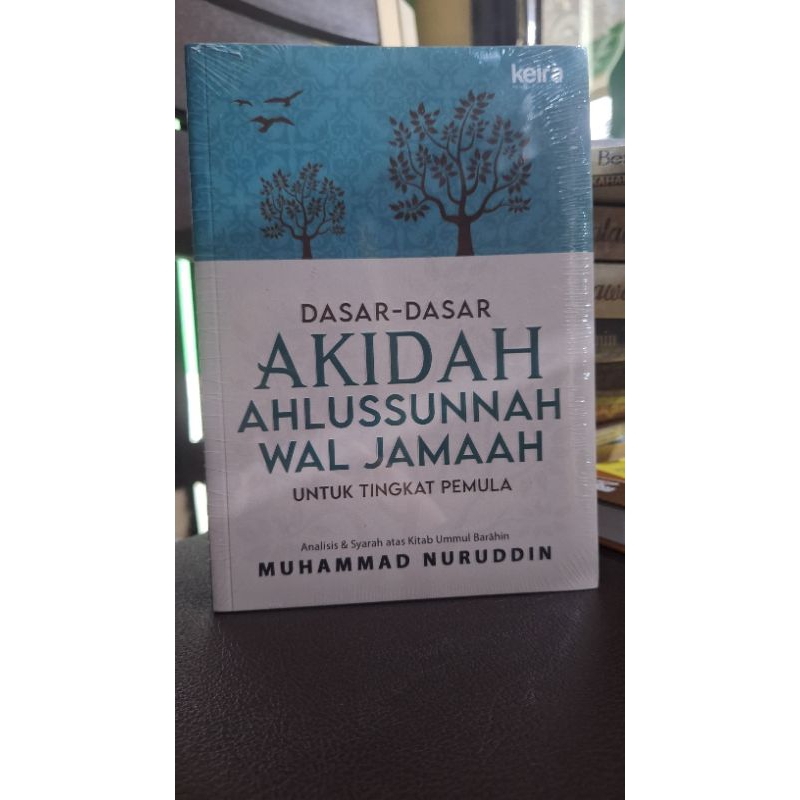 keira
DASAR-DASAR
AKIDAH
AHLUSSUNNAH
WAL JAMAAH
UNTUK TINGKAT PEMULA
Analisis & Syarah atas Kitab Ummul Barâhin
MUHAMMAD NURUDDIN